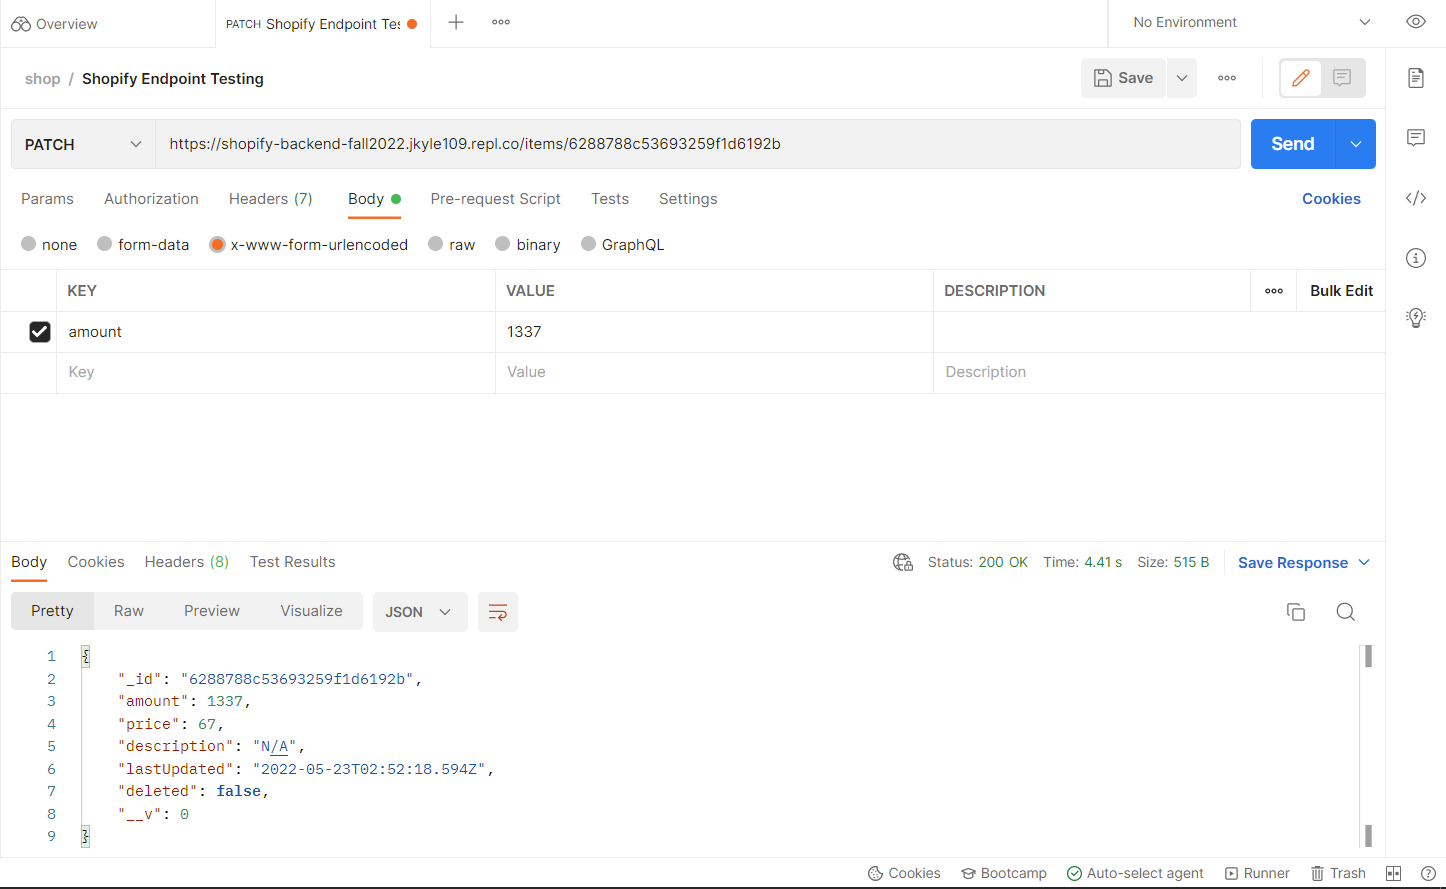 Overview
PATCH Shopify Endpoint Tes
No Environment
shop / Shopify Endpoint Testing
Save
PATCH https://shopify-backend-fall2022.jkyle109.repl.co/items/6288788c53693259f1d6192b Send
Params Authorization Headers (7) Body Pre-request Script Tests Settings Cookies
none form-data x-www-form-urlencoded raw binary GraphQL
KEY VALUE DESCRIPTION Bulk Edit
amount 1337
Key Value Description
Body Cookies Headers (8) Test Results Status: 200 OK Time: 4.41 s Size: 515 B Save Response
Pretty Raw Preview Visualize JSON
1 {
2 "_id": "6288788c53693259f1d6192b",
3 "amount": 1337,
4 "price": 67,
5 "description": "N/A",
6 "lastUpdated": "2022-05-23T02:52:18.594Z",
7 "deleted": false,
8 "__v": 0
9 }
Cookies Bootcamp Auto-select agent Runner Trash